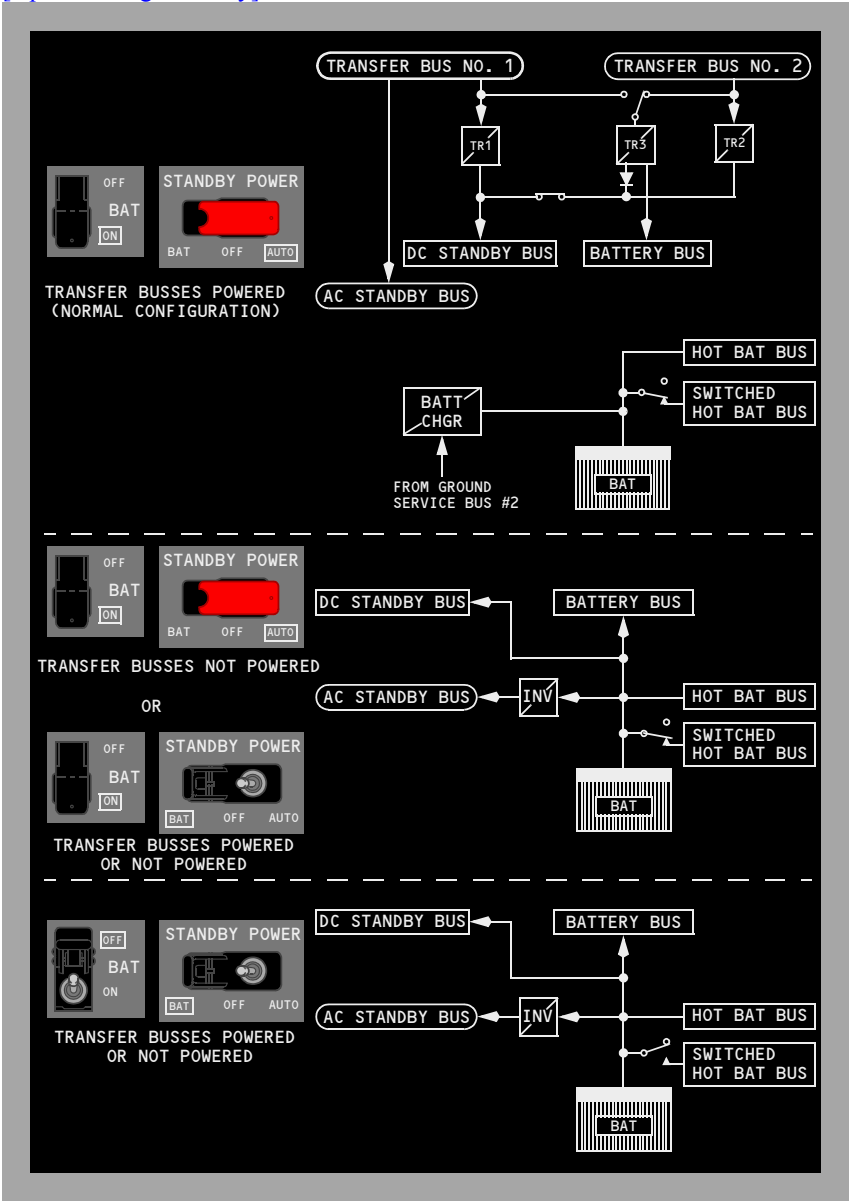 TRANSFER BUS NO. 1
TRANSFER BUS NO. 2
TR1
TR3
TR2
OFF
BAT
ON
STANDBY POWER
BAT OFF AUTO
TRANSFER BUSSES POWERED
(NORMAL CONFIGURATION)
DC STANDBY BUS
BATTERY BUS
AC STANDBY BUS
HOT BAT BUS
SWITCHED
HOT BAT BUS
BATT
CHGR
BAT
FROM GROUND
SERVICE BUS #2
OFF
BAT
ON
STANDBY POWER
BAT OFF AUTO
TRANSFER BUSSES NOT POWERED
OR
OFF
BAT
ON
STANDBY POWER
BAT OFF AUTO
TRANSFER BUSSES POWERED
OR NOT POWERED
DC STANDBY BUS
BATTERY BUS
AC STANDBY BUS
INV
HOT BAT BUS
SWITCHED
HOT BAT BUS
BAT
OFF
BAT
ON
STANDBY POWER
BAT OFF AUTO
TRANSFER BUSSES POWERED
OR NOT POWERED
DC STANDBY BUS
BATTERY BUS
AC STANDBY BUS
INV
HOT BAT BUS
SWITCHED
HOT BAT BUS
BAT